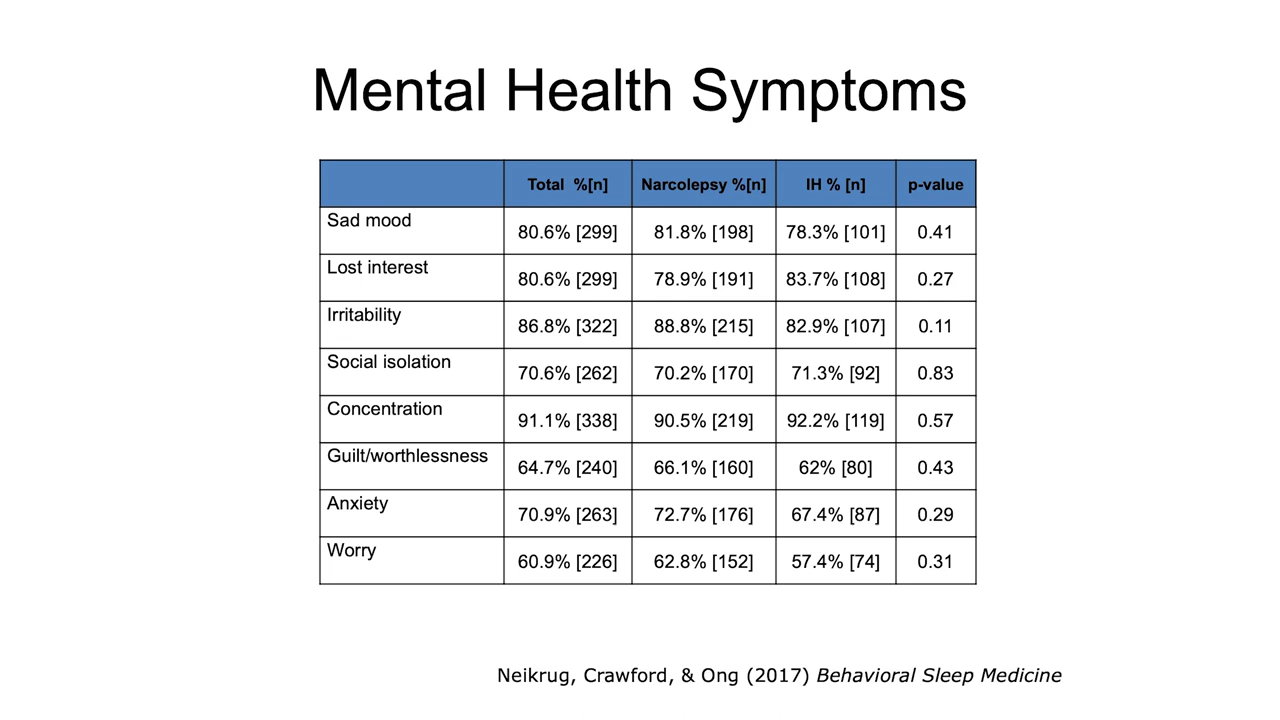 Mental Health Symptoms
Total %[n] Narcolepsy %[n] IH % [n] p-value
Sad mood 80.6% [299] 81.8% [198] 78.3% [101] 0.41
Lost interest 80.6% [299] 78.9% [191] 83.7% [108] 0.27
Irritability 86.8% [322] 88.8% [215] 82.9% [107] 0.11
Social isolation 70.6% [262] 70.2% [170] 71.3% [92] 0.83
Concentration 91.1% [338] 90.5% [219] 92.2% [119] 0.57
Guilt/worthlessness 64.7% [240] 66.1% [160] 62% [80] 0.43
Anxiety 70.9% [263] 72.7% [176] 67.4% [87] 0.29
Worry 60.9% [226] 62.8% [152] 57.4% [74] 0.31
Neikrug, Crawford, & Ong (2017) Behavioral Sleep Medicine